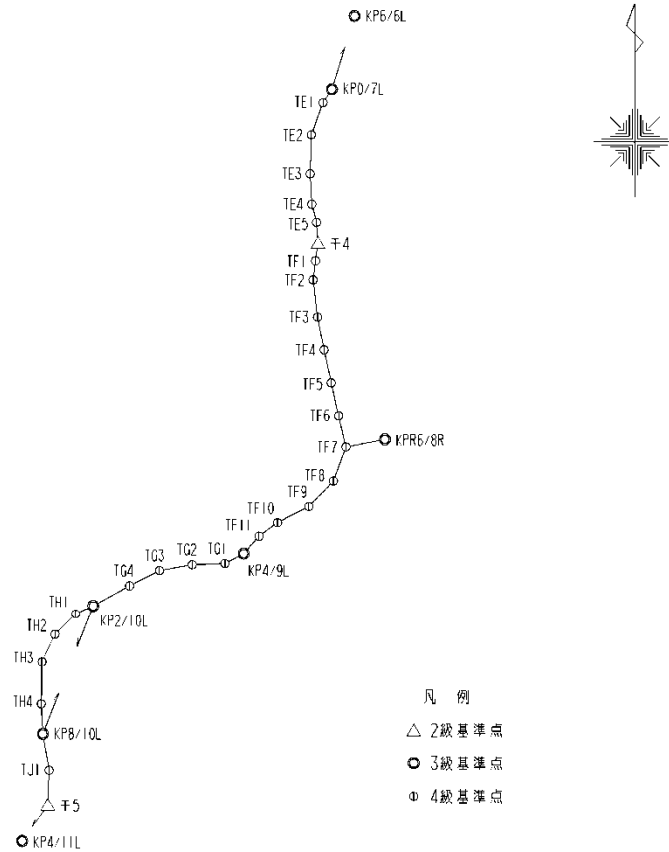 KP6/6L
KP0/7L
TE1
TE2
TE3
TE4
TE5
干4
TF1
TF2
TF3
TF4
TF5
TF6
TF7
KPR6/8R
TF8
TF9
TF10
TF11
KP4/9L
TG1
TG2
TG3
TG4
KP2/10L
TH1
TH2
TH3
TH4
KP8/10L
TJ1
干5
KP4/11L
凡 例
2級基準点
3級基準点
4級基準点